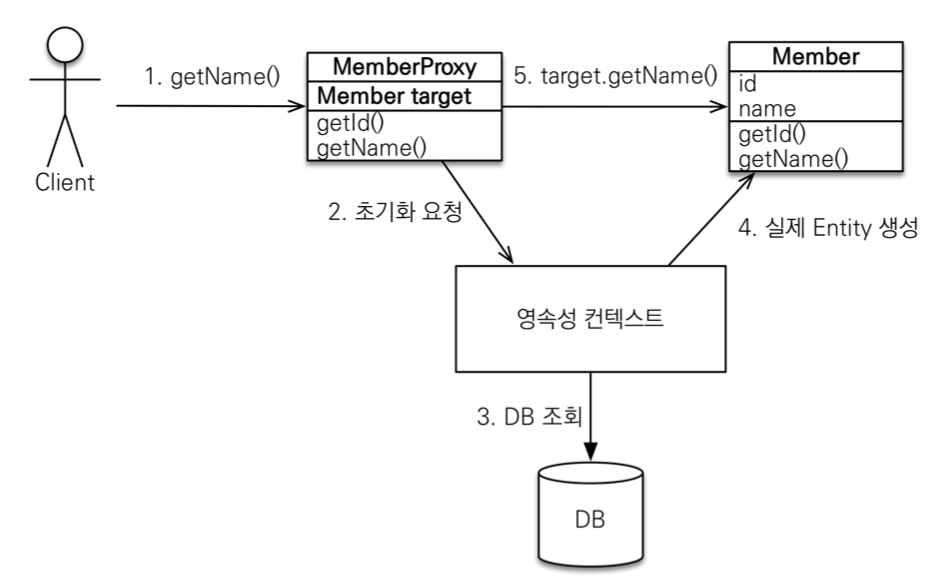 1. getName()
MemberProxy
Member target
getId()
getName()
5. target.getName()
Member
id
name
getId()
getName()
Client
2. 초기화 요청
4. 실제 Entity 생성
영속성 컨텍스트
3. DB 조회
DB